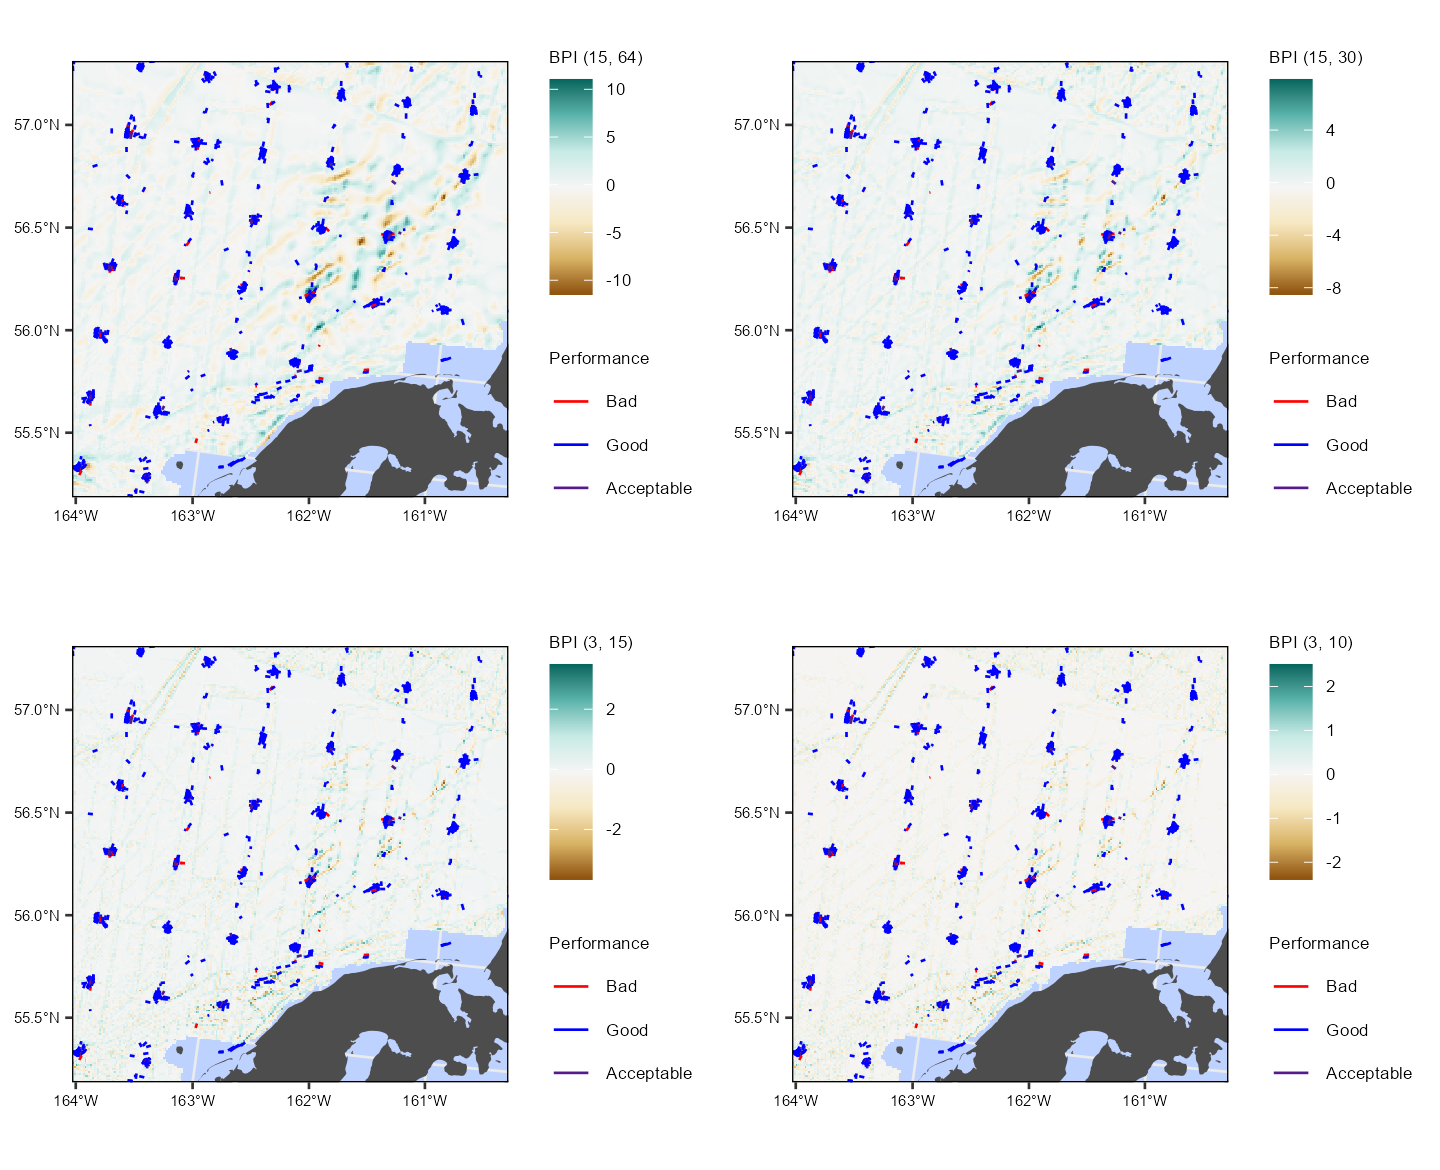 BPI (15, 64)
10
5
0
-5
-10
Performance
Bad
Good
Acceptable
57.0°N
56.5°N
56.0°N
55.5°N
164°W 163°W 162°W 161°W
BPI (15, 30)
4
0
-4
-8
Performance
Bad
Good
Acceptable
57.0°N
56.5°N
56.0°N
55.5°N
164°W 163°W 162°W 161°W
BPI (3, 15)
2
0
-2
Performance
Bad
Good
Acceptable
57.0°N
56.5°N
56.0°N
55.5°N
164°W 163°W 162°W 161°W
BPI (3, 10)
2
1
0
-1
-2
Performance
Bad
Good
Acceptable
57.0°N
56.5°N
56.0°N
55.5°N
164°W 163°W 162°W 161°W